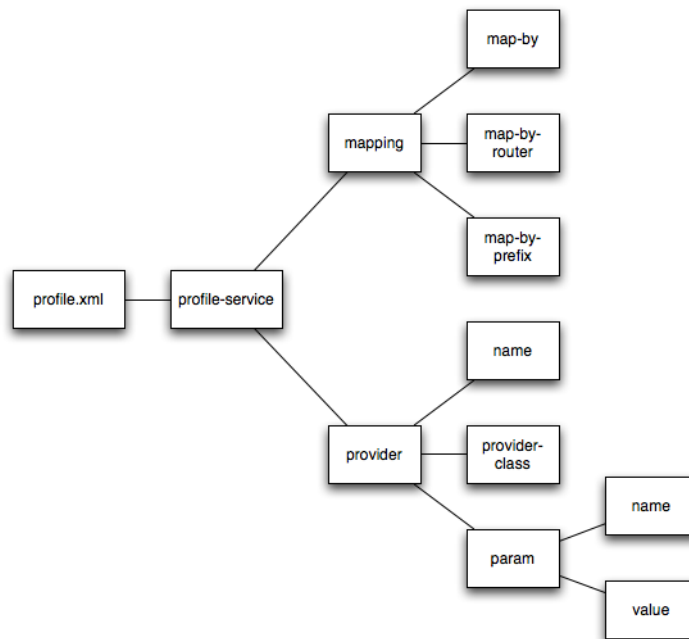 map-by
mapping
map-by-
router
map-by-
prefix
profile.xml
profile-service
name
provider
provider-
class
name
param
value